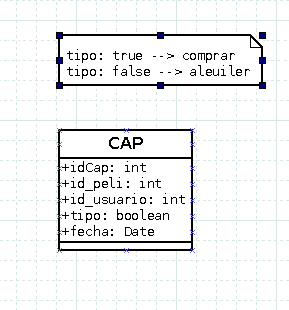 tipo: true --> comprar
tipo: false --> aleuiler
CAP
+idCap: int
+id_peli: int
+id_usuario: int
+tipo: boolean
+fecha: Date